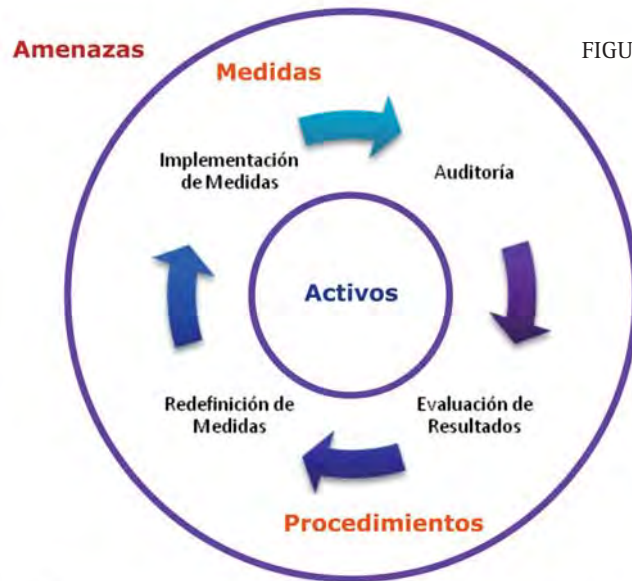 Amenazas
FIGU
Medidas
Implementación
de Medidas
Auditoría
Activos
Redefinición de
Medidas
Evaluación de
Resultados
Procedimientos